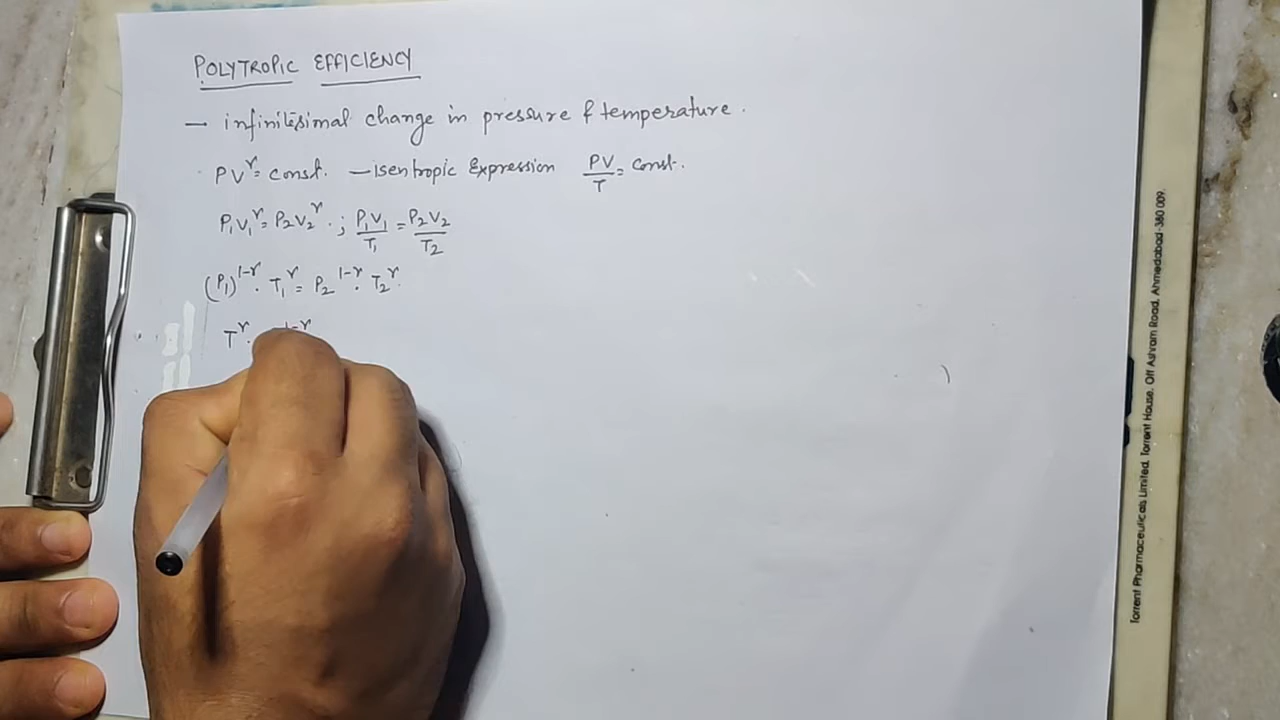 POLYTROPIC EFFICIENCY
— infinitesimal change in pressure & temperature.
PV^γ = const. — isentropic Expression PV/T = const.
P₁V₁^γ = P₂V₂^γ. ; P₁V₁/T₁ = P₂V₂/T₂
(P₁)^1-γ . T₁^γ = P₂^1-γ . T₂^γ.
T^γ . ^1-γ
Torrent Pharmaceuticals Limited, Torrent House, Off Ashram Road, Ahmedabad-380 009.